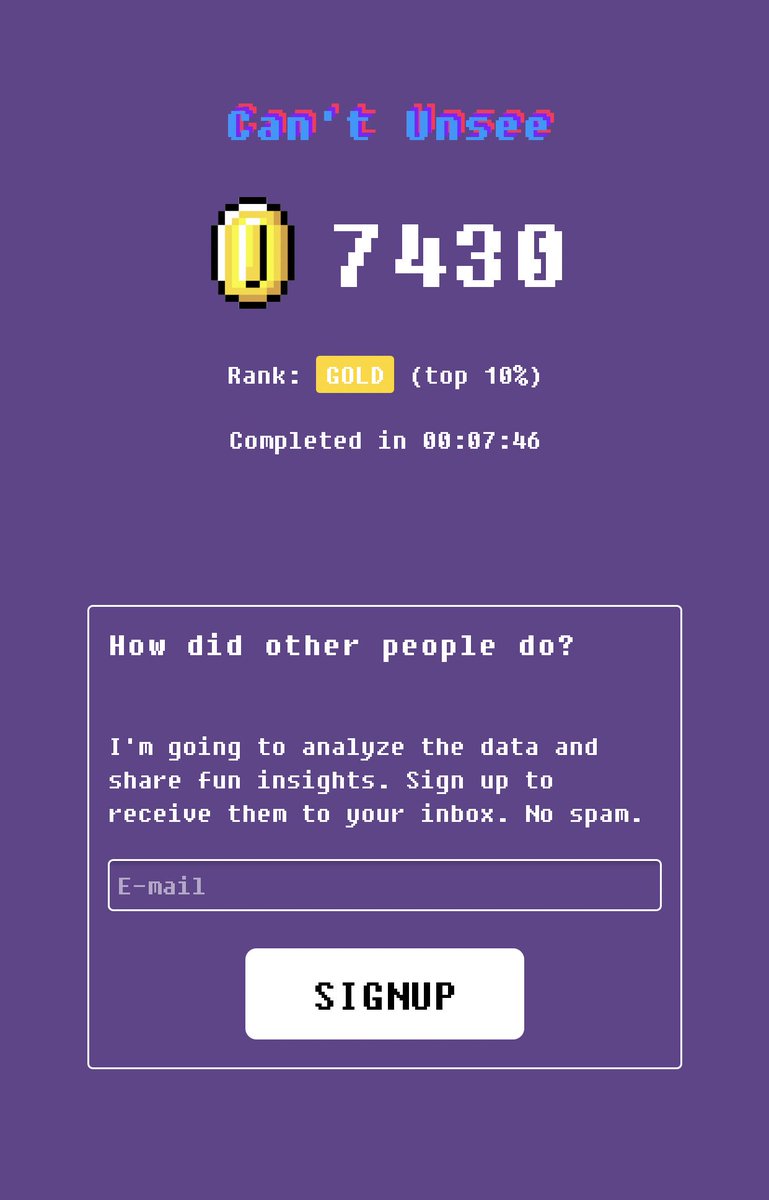 Can't Unsee
7430
Rank: GOLD (top 10%)
Completed in 00:07:46
How did other people do?
I'm going to analyze the data and
share fun insights. Sign up to
receive them to your inbox. No spam.
E-mail
SIGNUP